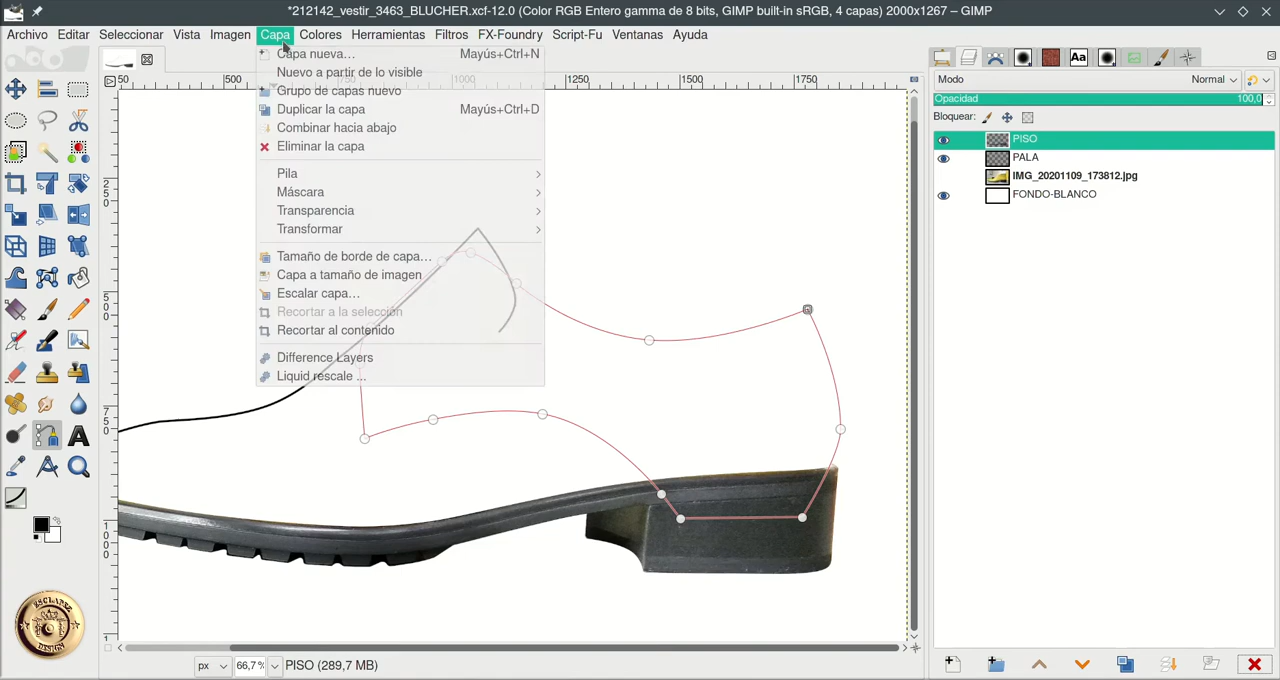 *212142_vestir_3463_BLUCHER.xcf-12.0 (Color RGB Entero gamma de 8 bits, GIMP built-in sRGB, 4 capas) 2000x1267 – GIMP
Archivo Editar Seleccionar Vista Imagen Capa Colores Herramientas Filtros FX-Foundry Script-Fu Ventanas Ayuda
Capa nueva... Mayús+Ctrl+N
Nuevo a partir de lo visible
Grupo de capas nuevo
Duplicar la capa Mayús+Ctrl+D
Combinar hacia abajo
Eliminar la capa
Pila
Máscara
Transparencia
Transformar
Tamaño de borde de capa...
Capa a tamaño de imagen
Escalar capa...
Recortar a la selección
Recortar al contenido
Difference Layers
Liquid rescale ...
500 1000 1250 1500 1750
Modo Normal
Opacidad 100,0
Bloquear:
PISO
PALA
IMG_20201109_173812.jpg
FONDO-BLANCO
ESCLAPEZ
DESIGN
px 66,7% PISO (289,7 MB)